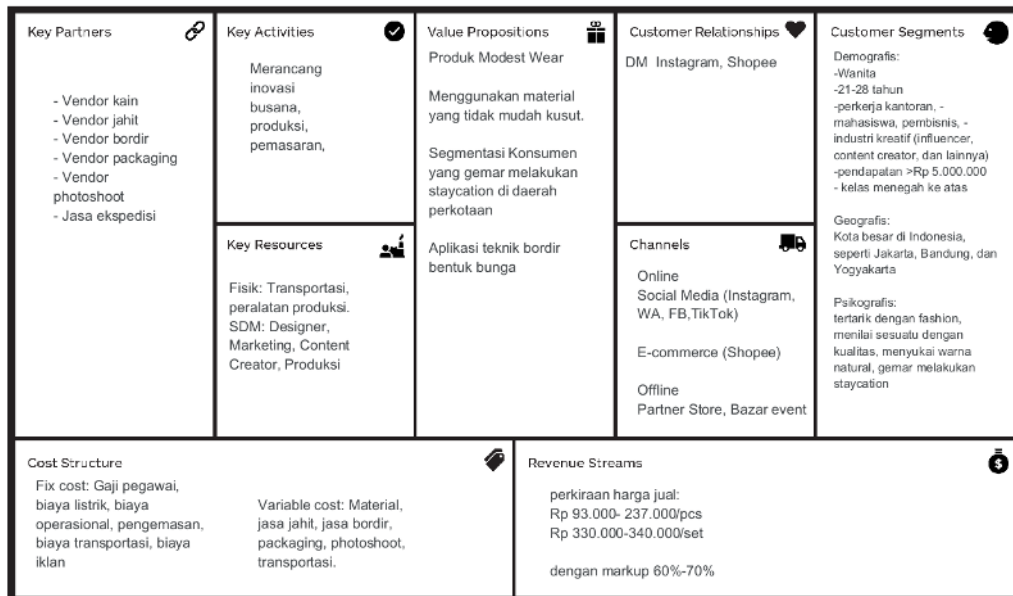 Key Partners
- Vendor kain
- Vendor jahit
- Vendor bordir
- Vendor packaging
- Vendor
photoshoot
- Jasa ekspedisi
Key Activities
Merancang
inovasi
busana,
produksi,
pemasaran,
Key Resources
Fisik: Transportasi,
peralatan produksi.
SDM: Designer,
Marketing, Content
Creator, Produksi
Value Propositions
Produk Modest Wear
Menggunakan material
yang tidak mudah kusut.
Segmentasi Konsumen
yang gemar melakukan
staycation di daerah
perkotaan
Aplikasi teknik bordir
bentuk bunga
Customer Relationships
DM Instagram, Shopee
Channels
Online
Social Media (Instagram,
WA, FB,TikTok)
E-commerce (Shopee)
Offline
Partner Store, Bazar event
Customer Segments
Demografis:
-Wanita
-21-28 tahun
-perkerja kantoran, -
mahasiswa, pembisnis, -
industri kreatif (influencer,
content creator, dan lainnya)
-pendapatan >Rp 5.000.000
- kelas menegah ke atas
Geografis:
Kota besar di Indonesia,
seperti Jakarta, Bandung, dan
Yogyakarta
Psikografis:
tertarik dengan fashion,
menilai sesuatu dengan
kualitas, menyukai warna
natural, gemar melakukan
staycation
Cost Structure
Fix cost: Gaji pegawai,
biaya listrik, biaya
operasional, pengemasan,
biaya transportasi, biaya
iklan
Variable cost: Material,
jasa jahit, jasa bordir,
packaging, photoshoot,
transportasi.
Revenue Streams
$
perkiraan harga jual:
Rp 93.000- 237.000/pcs
Rp 330.000-340.000/set
dengan markup 60%-70%